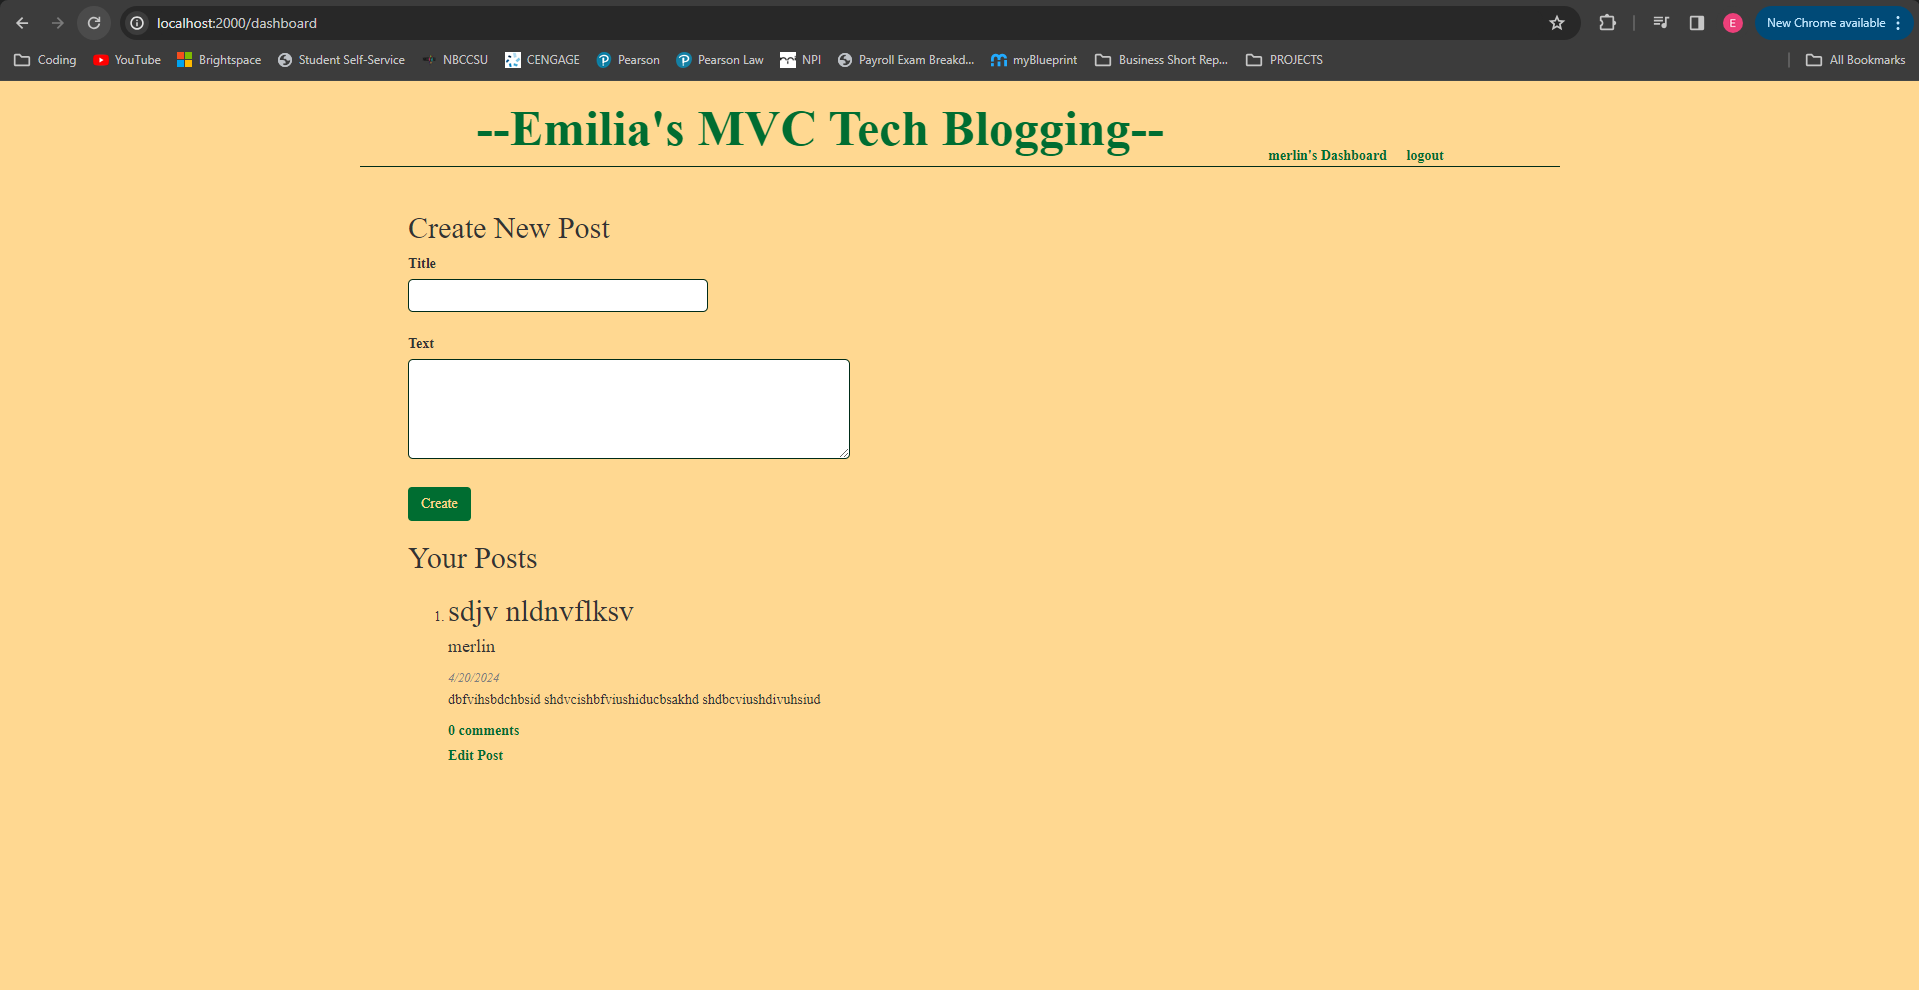 localhost:2000/dashboard
New Chrome available
Coding YouTube Brightspace Student Self-Service NBCCSU CENGAGE Pearson Pearson Law NPI Payroll Exam Breakd... myBlueprint Business Short Rep... PROJECTS All Bookmarks
--Emilia's MVC Tech Blogging--
merlin's Dashboard logout
Create New Post
Title
Text
Create
Your Posts
1. sdjv nldnvflksv
merlin
4/20/2024
dbfvihsbdchbsid shdvcishbfviushiducbsakhd shdbcviushdivuhsiud
0 comments
Edit Post